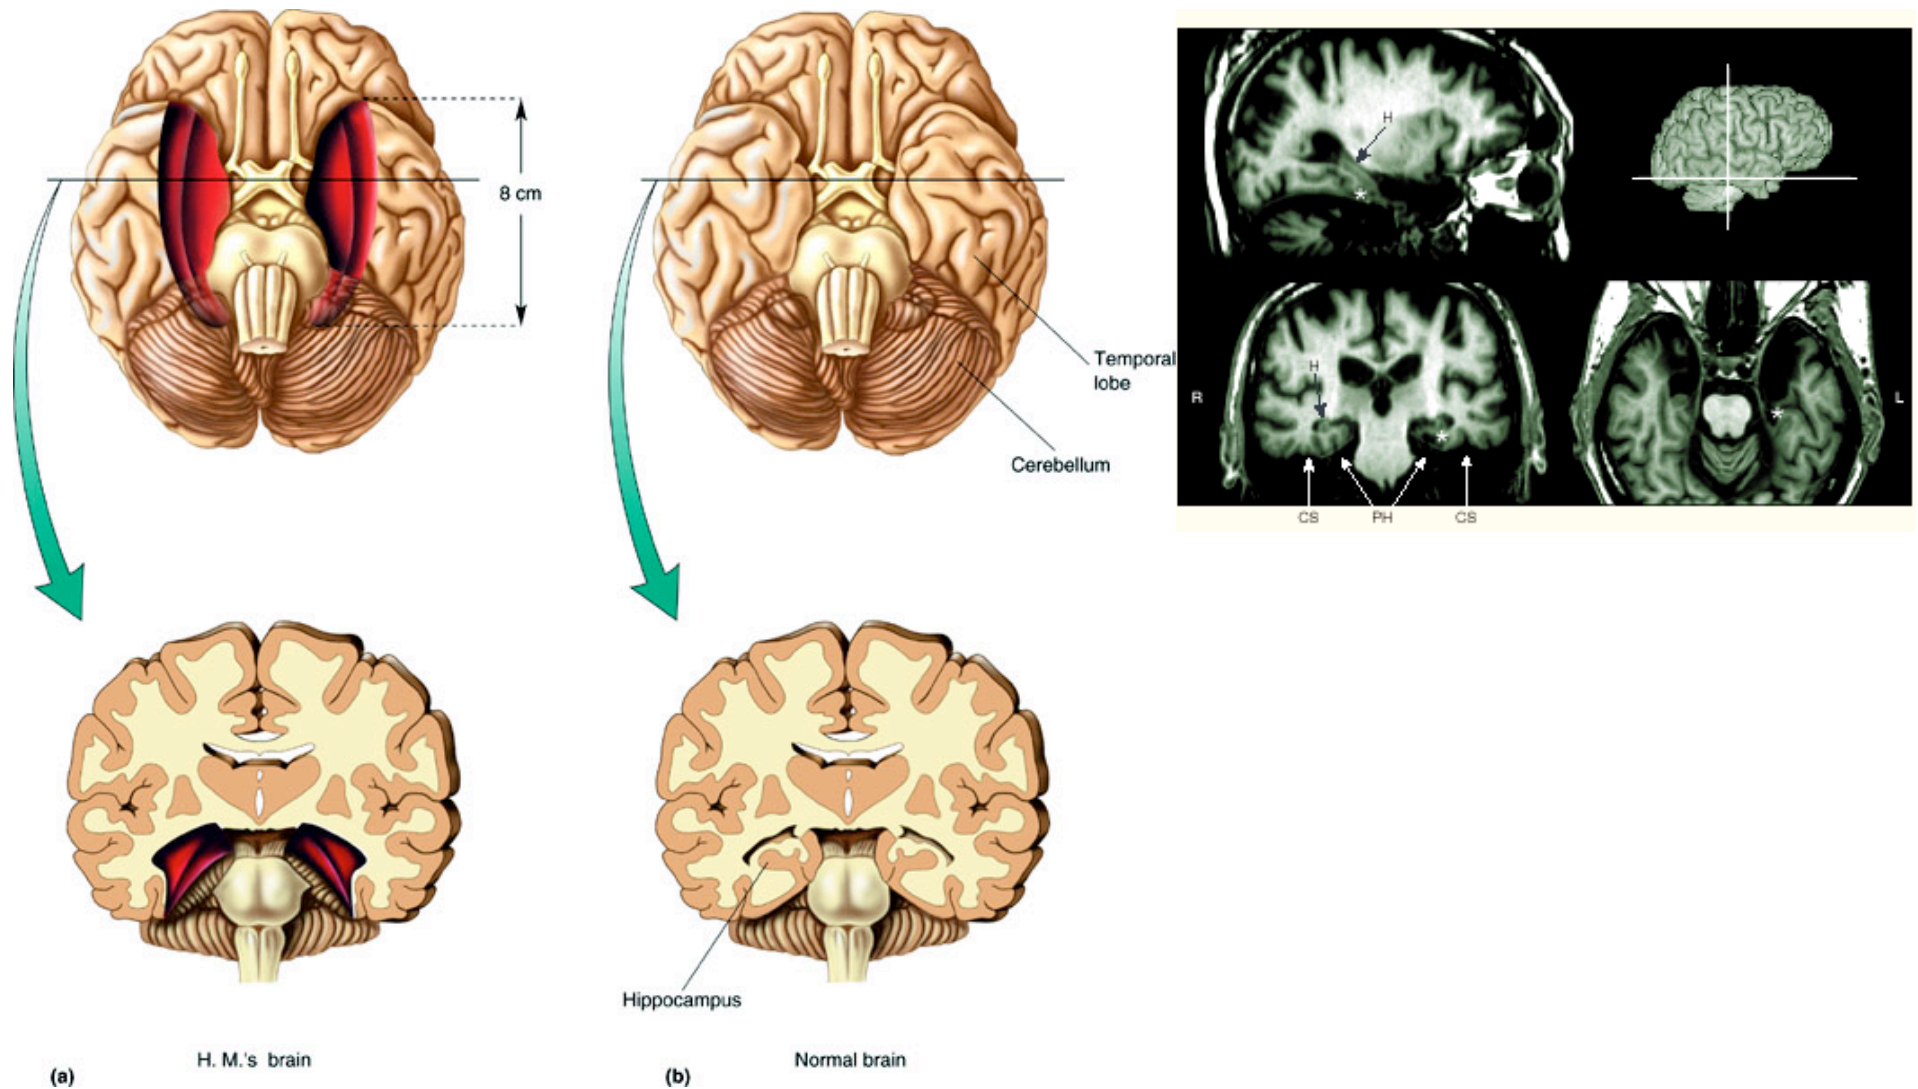 8 cm
Temporal
lobe
Cerebellum
Hippocampus
(a)
H. M.'s brain
(b)
Normal brain
H
*
H
R
*
*
L
CS
PH
CS